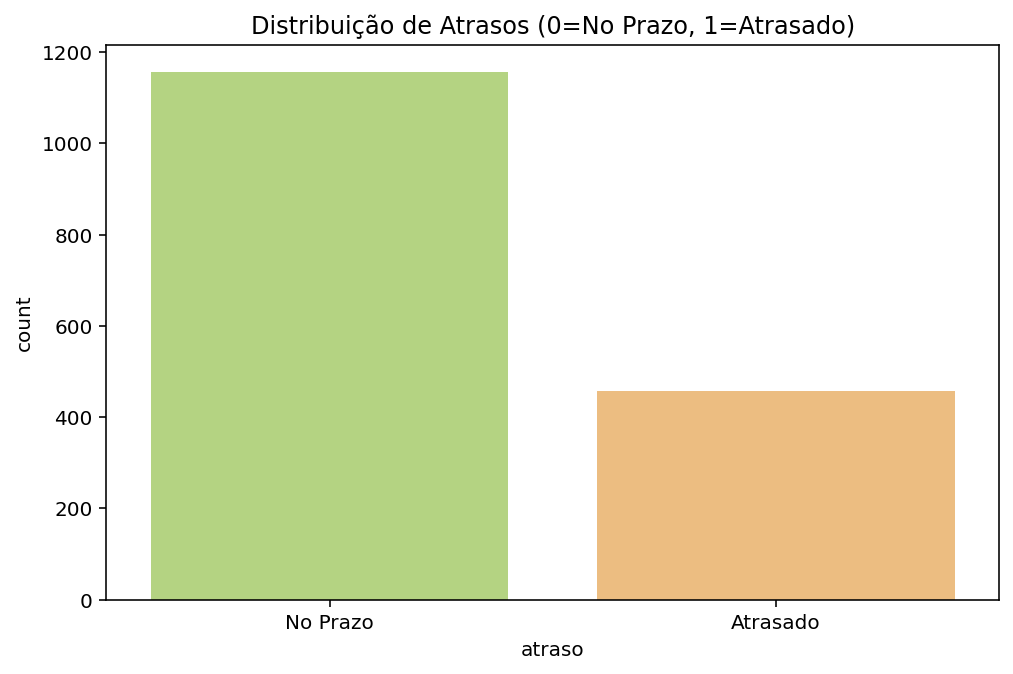 Distribuição de Atrasos (0=No Prazo, 1=Atrasado)
1200
1000
800
600
400
200
0
count
No Prazo
Atrasado
atraso